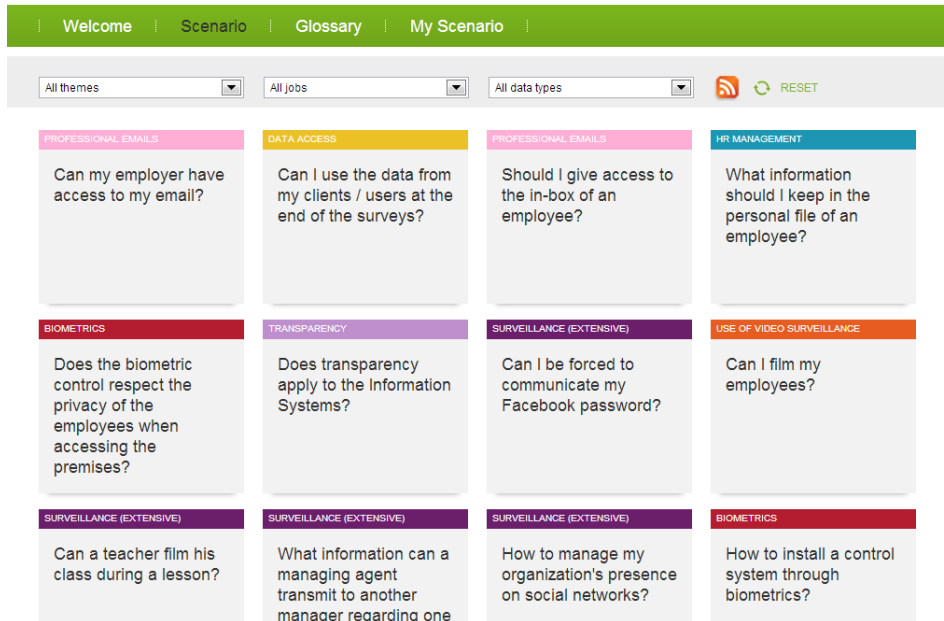 Welcome Scenario Glossary My Scenario
All themes All jobs All data types RESET
PROFESSIONAL EMAILS
Can my employer have
access to my email?
DATA ACCESS
Can I use the data from
my clients / users at the
end of the surveys?
PROFESSIONAL EMAILS
Should I give access to
the in-box of an
employee?
HR MANAGEMENT
What information
should I keep in the
personal file of an
employee?
BIOMETRICS
Does the biometric
control respect the
privacy of the
employees when
accessing the
premises?
TRANSPARENCY
Does transparency
apply to the Information
Systems?
SURVEILLANCE (EXTENSIVE)
Can I be forced to
communicate my
Facebook password?
USE OF VIDEO SURVEILLANCE
Can I film my
employees?
SURVEILLANCE (EXTENSIVE)
Can a teacher film his
class during a lesson?
SURVEILLANCE (EXTENSIVE)
What information can a
managing agent
transmit to another
manager regarding one
SURVEILLANCE (EXTENSIVE)
How to manage my
organization's presence
on social networks?
BIOMETRICS
How to install a control
system through
biometrics?